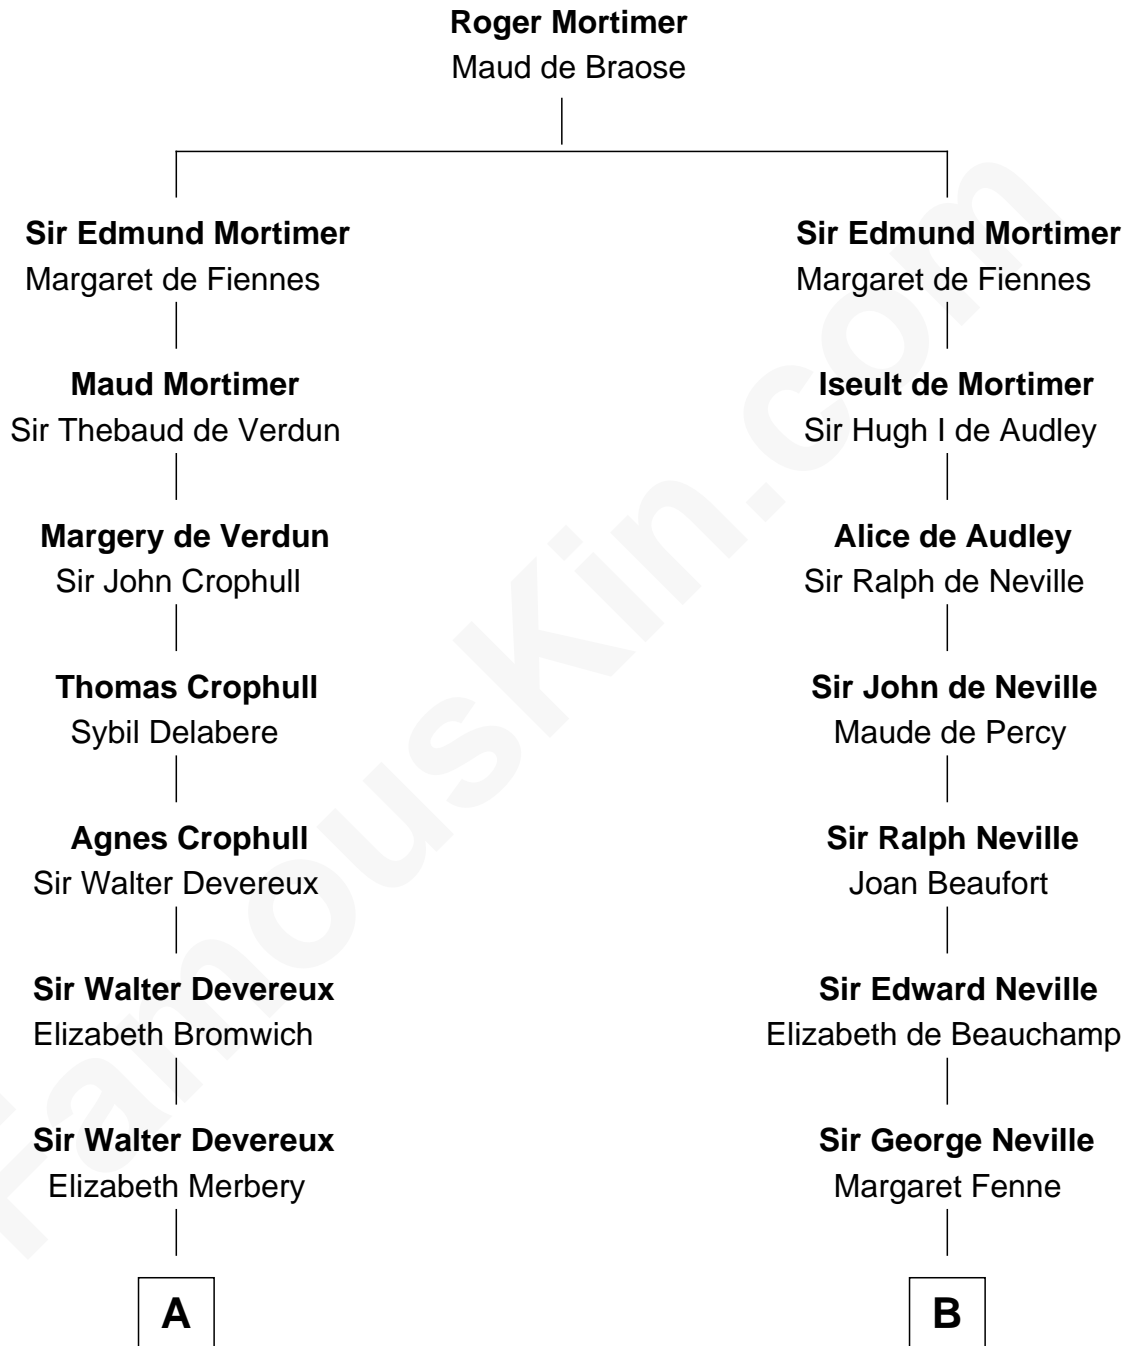 Roger Mortimer
Maud de Braose
Sir Edmund Mortimer
Margaret de Fiennes
Sir Edmund Mortimer
Margaret de Fiennes
Maud Mortimer
Sir Thebaud de Verdun
Iseult de Mortimer
Sir Hugh I de Audley
Margery de Verdun
Sir John Crophull
Alice de Audley
Sir Ralph de Neville
Thomas Crophull
Sybil Delabere
Sir John de Neville
Maude de Percy
Agnes Crophull
Sir Walter Devereux
Sir Ralph Neville
Joan Beaufort
Sir Walter Devereux
Elizabeth Bromwich
Sir Edward Neville
Elizabeth de Beauchamp
Sir Walter Devereux
Elizabeth Merbery
Sir George Neville
Margaret Fenne
A
B
FamousKin.com